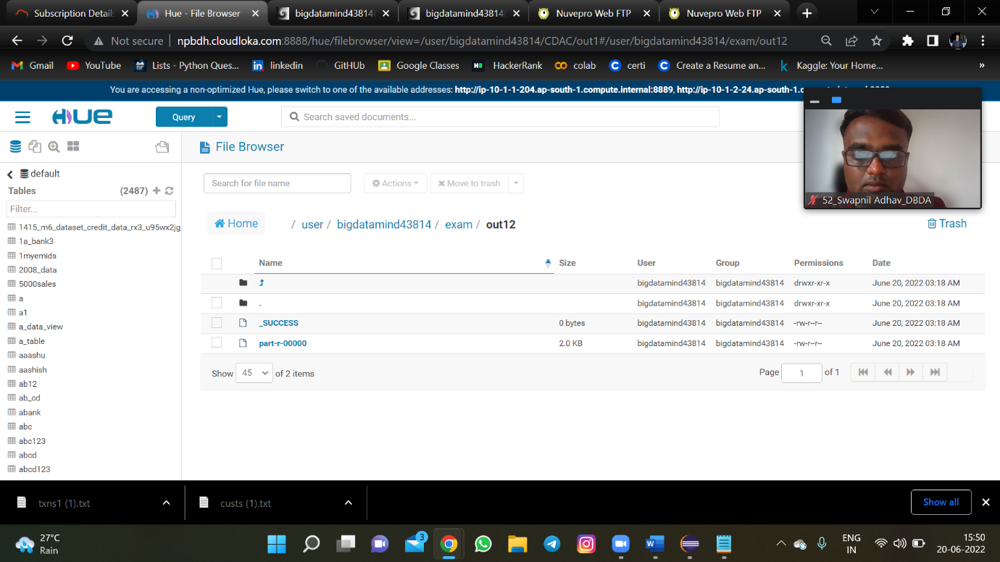 Subscription Details
Hue - File Browser
bigdatamind43814
bigdatamind43814
Nuvepro Web FTP
Nuvepro Web FTP
Not secure | npbdh.cloudloka.com:8888/hue/filebrowser/view=/user/bigdatamind43814/CDAC/out1#/user/bigdatamind43814/exam/out12
Gmail YouTube Lists - Python Ques... linkedin GitHUb Google Classes HackerRank colab certi Create a Resume an... Kaggle: Your Home... »
You are accessing a non-optimized Hue, please switch to one of the available addresses: http://ip-10-1-1-204.ap-south-1.compute.internal:8889, http://ip-10-1-2-24.ap-south-1.c
HUE
Query
Search saved documents...
File Browser
default
Tables (2487)
Filter...
1415_m6_dataset_credit_data_rx3_u95wx2jg
1a_bank3
1myemids
2008_data
5000sales
a
a1
a_data_view
a_table
aaashu
aashish
ab12
ab_cd
abank
abc
abc123
abcd
abcd123
Search for file name
Actions
Move to trash
52_Swapnil Adhav_DBDA
Home / user / bigdatamind43814 / exam / out12
Trash
Name Size User Group Permissions Date
bigdatamind43814 bigdatamind43814 drwxr-xr-x June 20, 2022 03:18 AM
. bigdatamind43814 bigdatamind43814 drwxr-xr-x June 20, 2022 03:18 AM
_SUCCESS 0 bytes bigdatamind43814 bigdatamind43814 -rw-r--r-- June 20, 2022 03:18 AM
part-r-00000 2.0 KB bigdatamind43814 bigdatamind43814 -rw-r--r-- June 20, 2022 03:18 AM
Show 45 of 2 items
Page 1 of 1
txns1 (1).txt
custs (1).txt
Show all
27°C
Rain
3
ENG
IN
15:50
20-06-2022